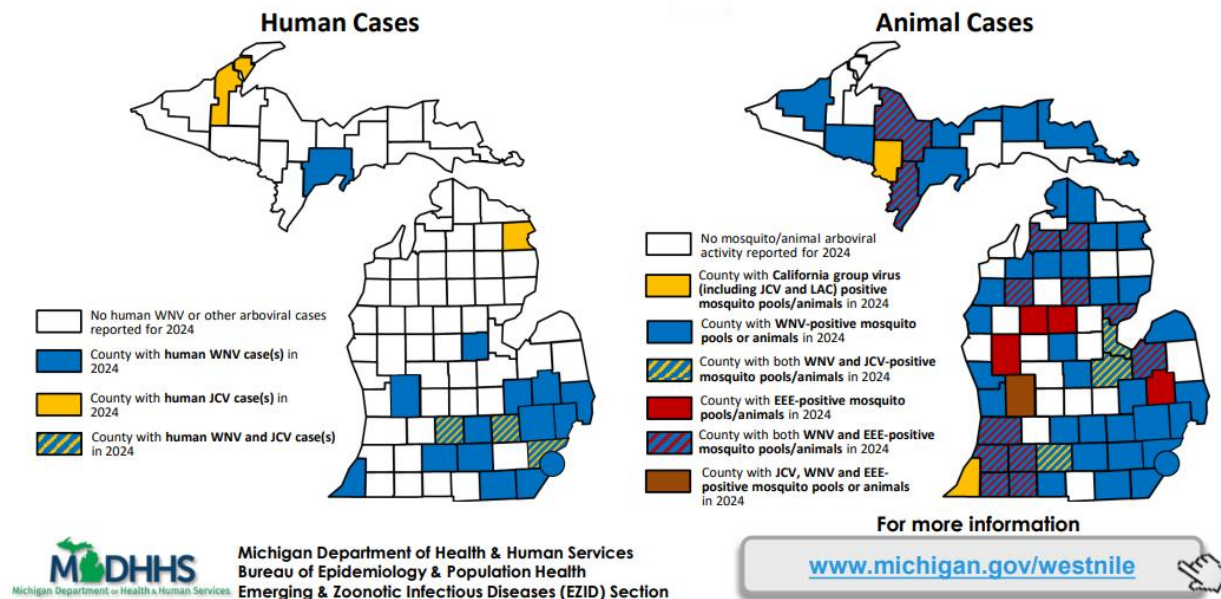 Human Cases
Animal Cases
No human WNV or other arboviral cases
reported for 2024
County with human WNV case(s) in
2024
County with human JCV case(s) in
2024
County with human WNV and JCV case(s)
in 2024
No mosquito/animal arboviral
activity reported for 2024
County with California group virus
(including JCV and LAC) positive
mosquito pools/animals in 2024
County with WNV-positive mosquito
pools or animals in 2024
County with both WNV and JCV-positive
mosquito pools/animals in 2024
County with EEE-positive mosquito
pools/animals in 2024
County with both WNV and EEE-positive
mosquito pools/animals in 2024
County with JCV, WNV and EEE-
positive mosquito pools or animals
in 2024
MDHHS
Michigan Department of Health & Human Services
Michigan Department of Health & Human Services
Bureau of Epidemiology & Population Health
Emerging & Zoonotic Infectious Diseases (EZID) Section
For more information
www.michigan.gov/westnile